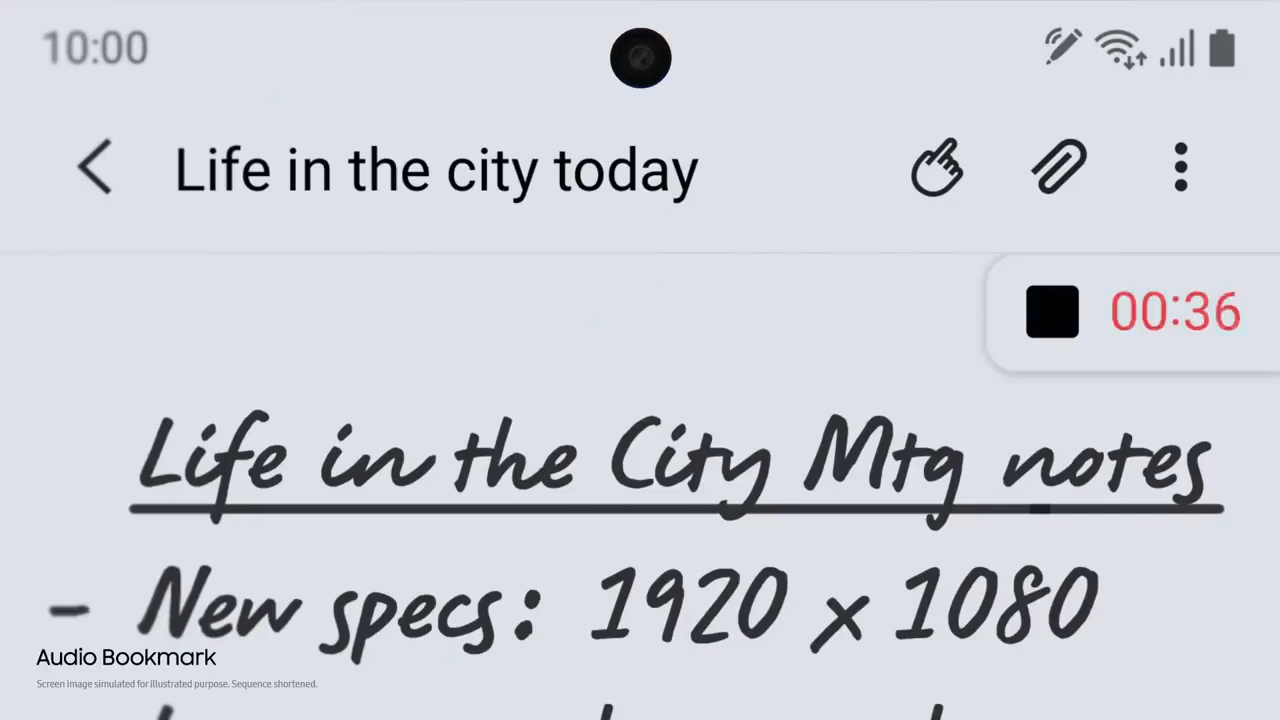 10:00
Life in the city today
00:36
Life in the City Mtg notes
- New specs: 1920 x 1080
Audio Bookmark
Screen image simulated for illustrated purpose. Sequence shortened.